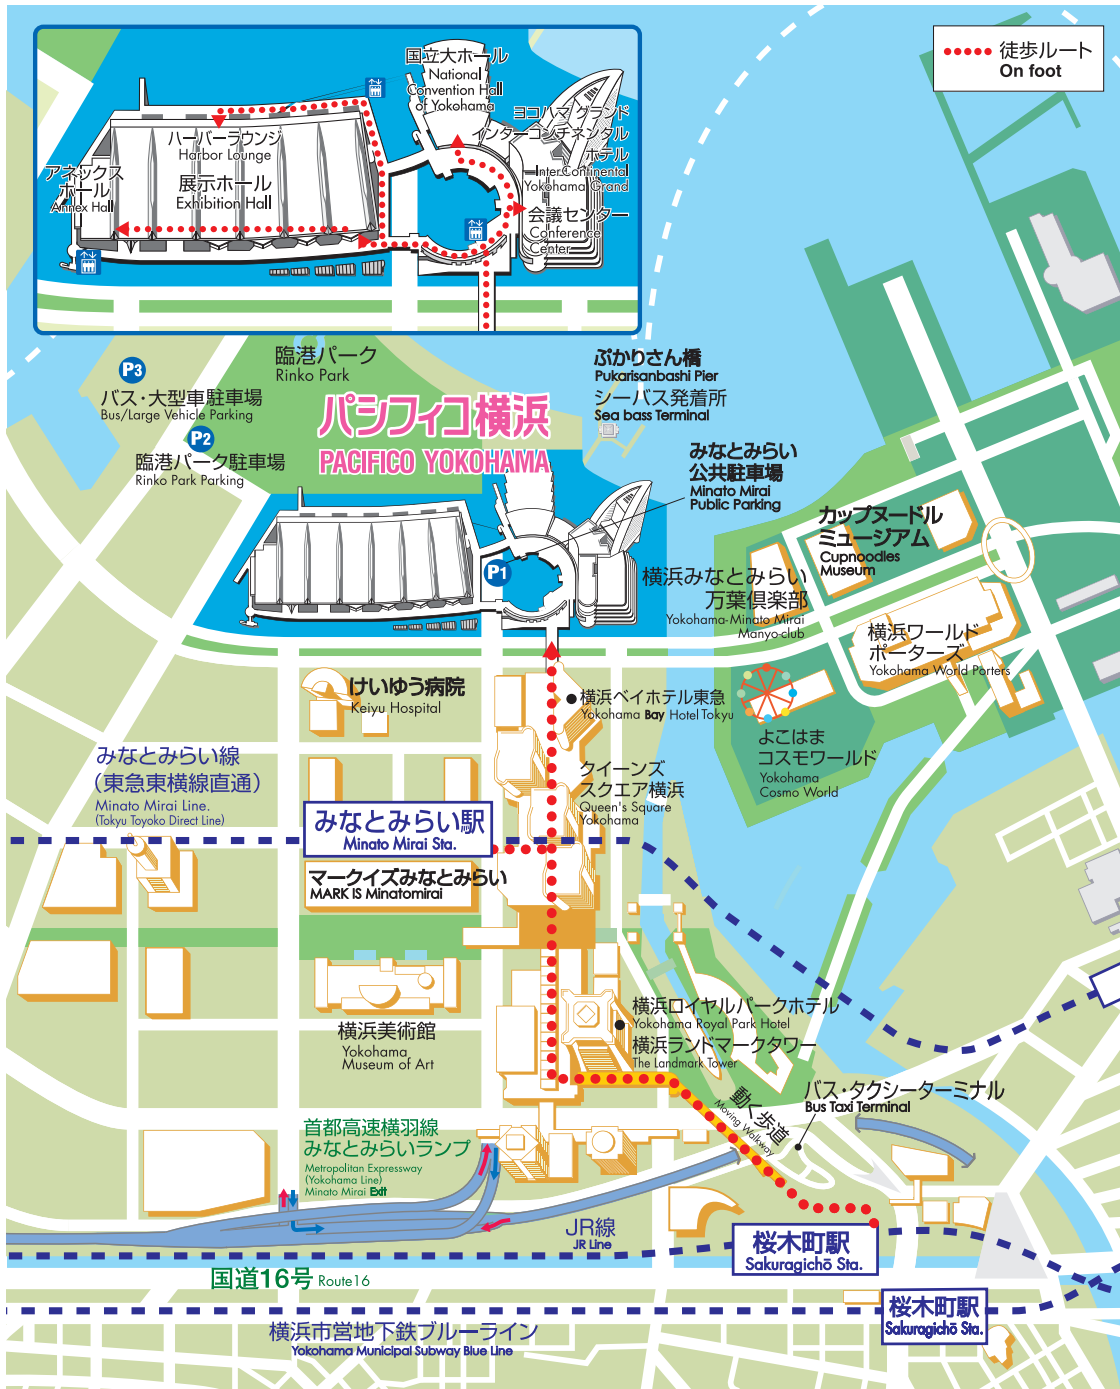 徒歩ルート
On foot
国立大ホール
National
Convention Hall
of Yokohama
ヨコハマ グランド
インターコンチネンタル
ホテル
InterContinental
Yokohama Grand
ハーバーラウンジ
Harbor Lounge
アネックス
ホール
Annex Hall
展示ホール
Exhibition Hall
会議センター
Conference
Center
臨港パーク
Rinko Park
P3
バス・大型車駐車場
Bus/Large Vehicle Parking
P2
臨港パーク駐車場
Rinko Park Parking
パシフィコ横浜
PACIFICO YOKOHAMA
ぷかりさん橋
Pukarisanbashi Pier
シーバス発着所
Sea bass Terminal
みなとみらい
公共駐車場
Minato Mirai
Public Parking
カップヌードル
ミュージアム
Cupnoodles
Museum
P1
横浜みなとみらい
万葉倶楽部
Yokohama-Minato Mirai
Manyo-club
横浜ワールド
ポーターズ
Yokohama World Porters
けいゆう病院
Keiyu Hospital
横浜ベイホテル東急
Yokohama Bay Hotel Tokyu
よこはま
コスモワールド
Yokohama
Cosmo World
みなとみらい線
（東急東横線直通）
Minato Mirai Line.
(Tokyu Toyoko Direct Line)
クイーンズ
スクエア横浜
Queen's Square
Yokohama
みなとみらい駅
Minato Mirai Sta.
マークイズみなとみらい
MARK IS Minatomirai
横浜美術館
Yokohama
Museum of Art
横浜ロイヤルパークホテル
Yokohama Royal Park Hotel
横浜ランドマークタワー
The Landmark Tower
動く歩道
Moving Walkway
バス・タクシーターミナル
Bus Taxi Terminal
首都高速横羽線
みなとみらいランプ
Metropolitan Expressway
(Yokohama Line)
Minato Mirai Exit
JR線
JR Line
桜木町駅
Sakuragichō Sta.
国道16号 Route16
桜木町駅
Sakuragichō Sta.
横浜市営地下鉄ブルーライン
Yokohama Municipal Subway Blue Line